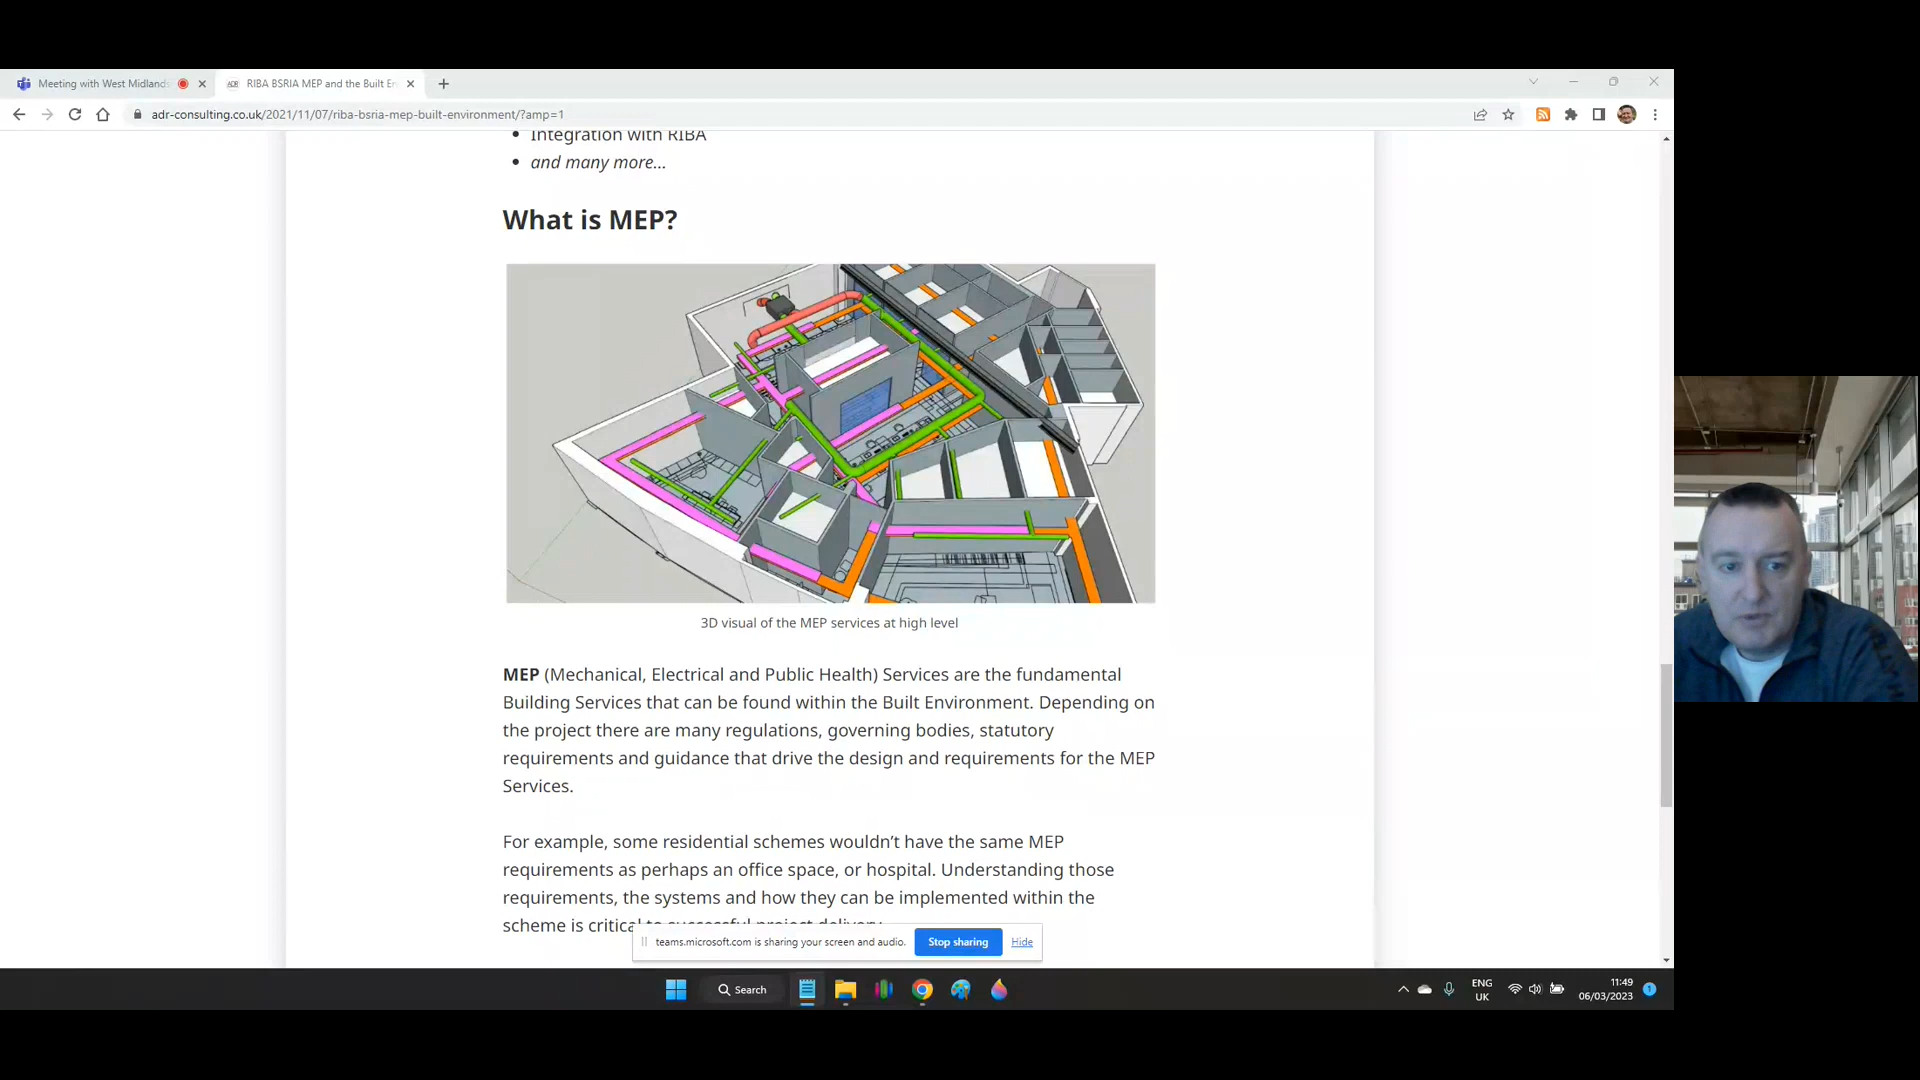 Meeting with West Midlands
RIBA BSRIA MEP and the Built En
adr-consulting.co.uk/2021/11/07/riba-bsria-mep-built-environment/?amp=1
Integration with RIBA
and many more...
What is MEP?
3D visual of the MEP services at high level
MEP (Mechanical, Electrical and Public Health) Services are the fundamental
Building Services that can be found within the Built Environment. Depending on
the project there are many regulations, governing bodies, statutory
requirements and guidance that drive the design and requirements for the MEP
Services.
For example, some residential schemes wouldn't have the same MEP
requirements as perhaps an office space, or hospital. Understanding those
requirements, the systems and how they can be implemented within the
scheme is critical to successful project delivery.
teams.microsoft.com is sharing your screen and audio. Stop sharing Hide
Search
ENG
UK
11:49
06/03/2023
1